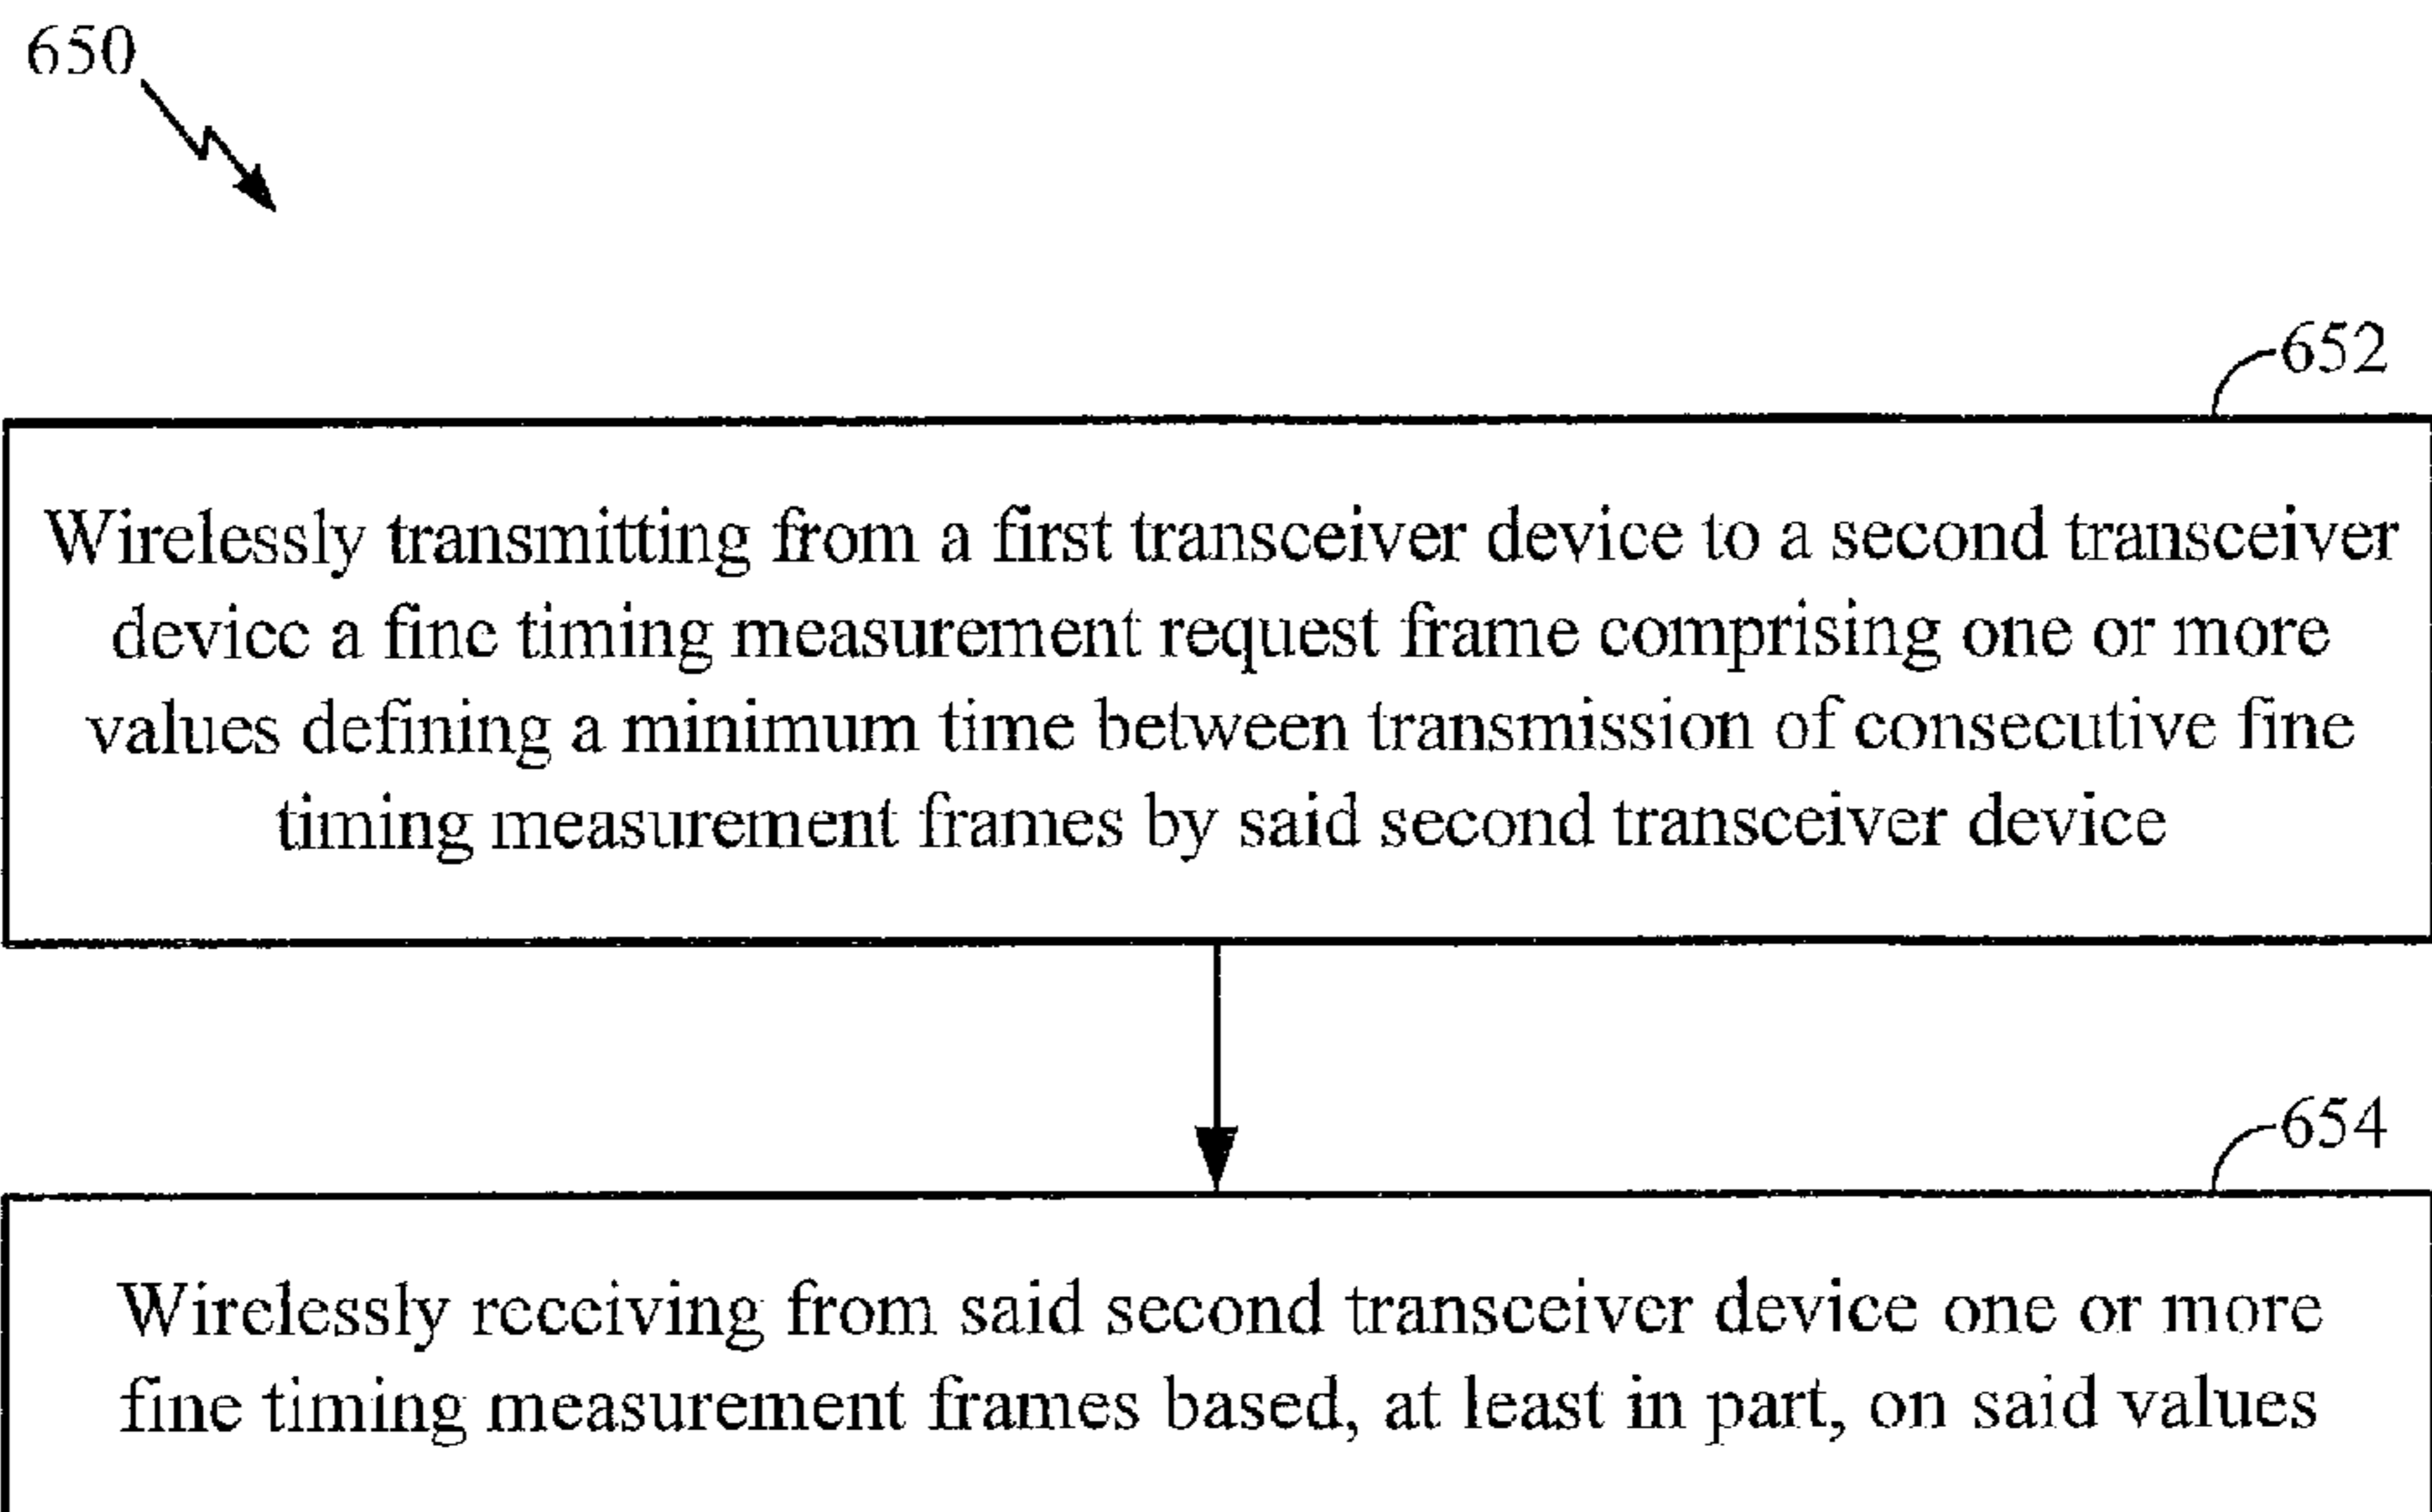 650
652
Wirelessly transmitting from a first transceiver device to a second transceiver
device a fine timing measurement request frame comprising one or more
values defining a minimum time between transmission of consecutive fine
timing measurement frames by said second transceiver device
654
Wirelessly receiving from said second transceiver device one or more
fine timing measurement frames based, at least in part, on said values